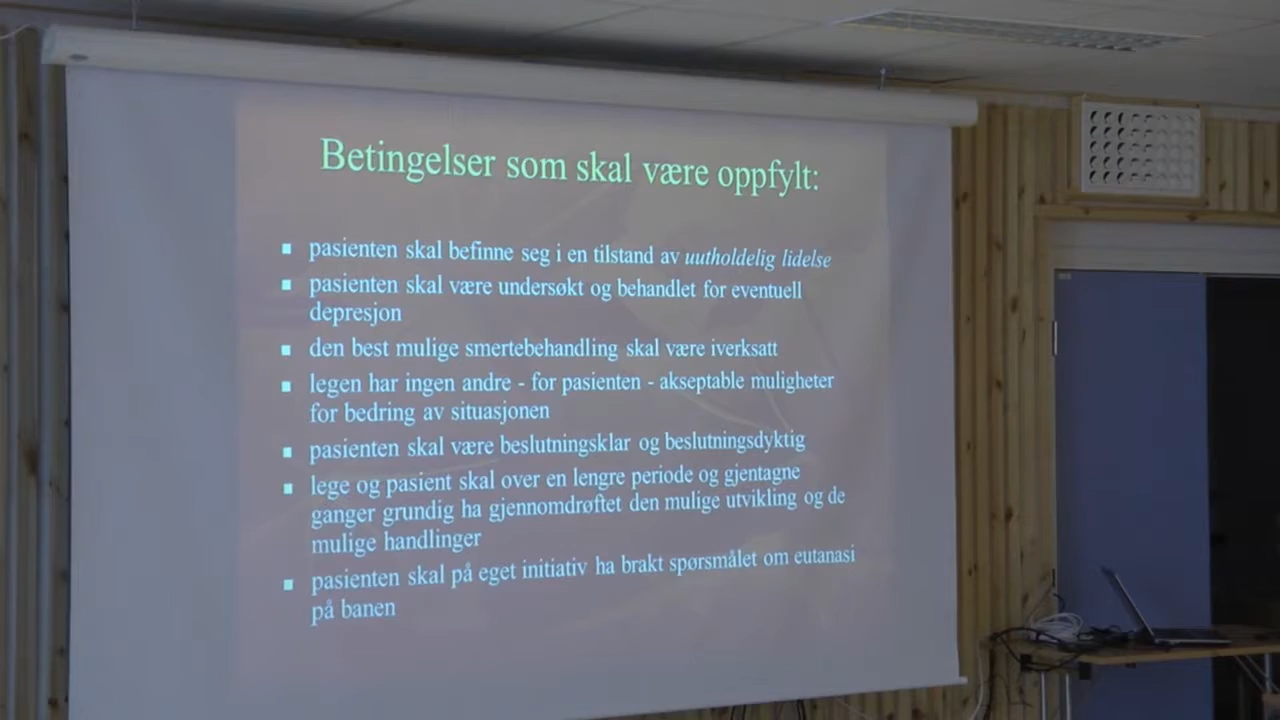 Betingelser som skal være oppfylt:
▪ pasienten skal befinne seg i en tilstand av uutholdelig lidelse
▪ pasienten skal være undersøkt og behandlet for eventuell
depresjon
▪ den best mulige smertebehandling skal være iverksatt
▪ legen har ingen andre - for pasienten - akseptable muligheter
for bedring av situasjonen
▪ pasienten skal være beslutningsklar og beslutningsdyktig
▪ lege og pasient skal over en lengre periode og gjentagne
ganger grundig ha gjennomdrøftet den mulige utvikling og de
mulige handlinger
▪ pasienten skal på eget initiativ ha brakt spørsmålet om eutanasi
på banen